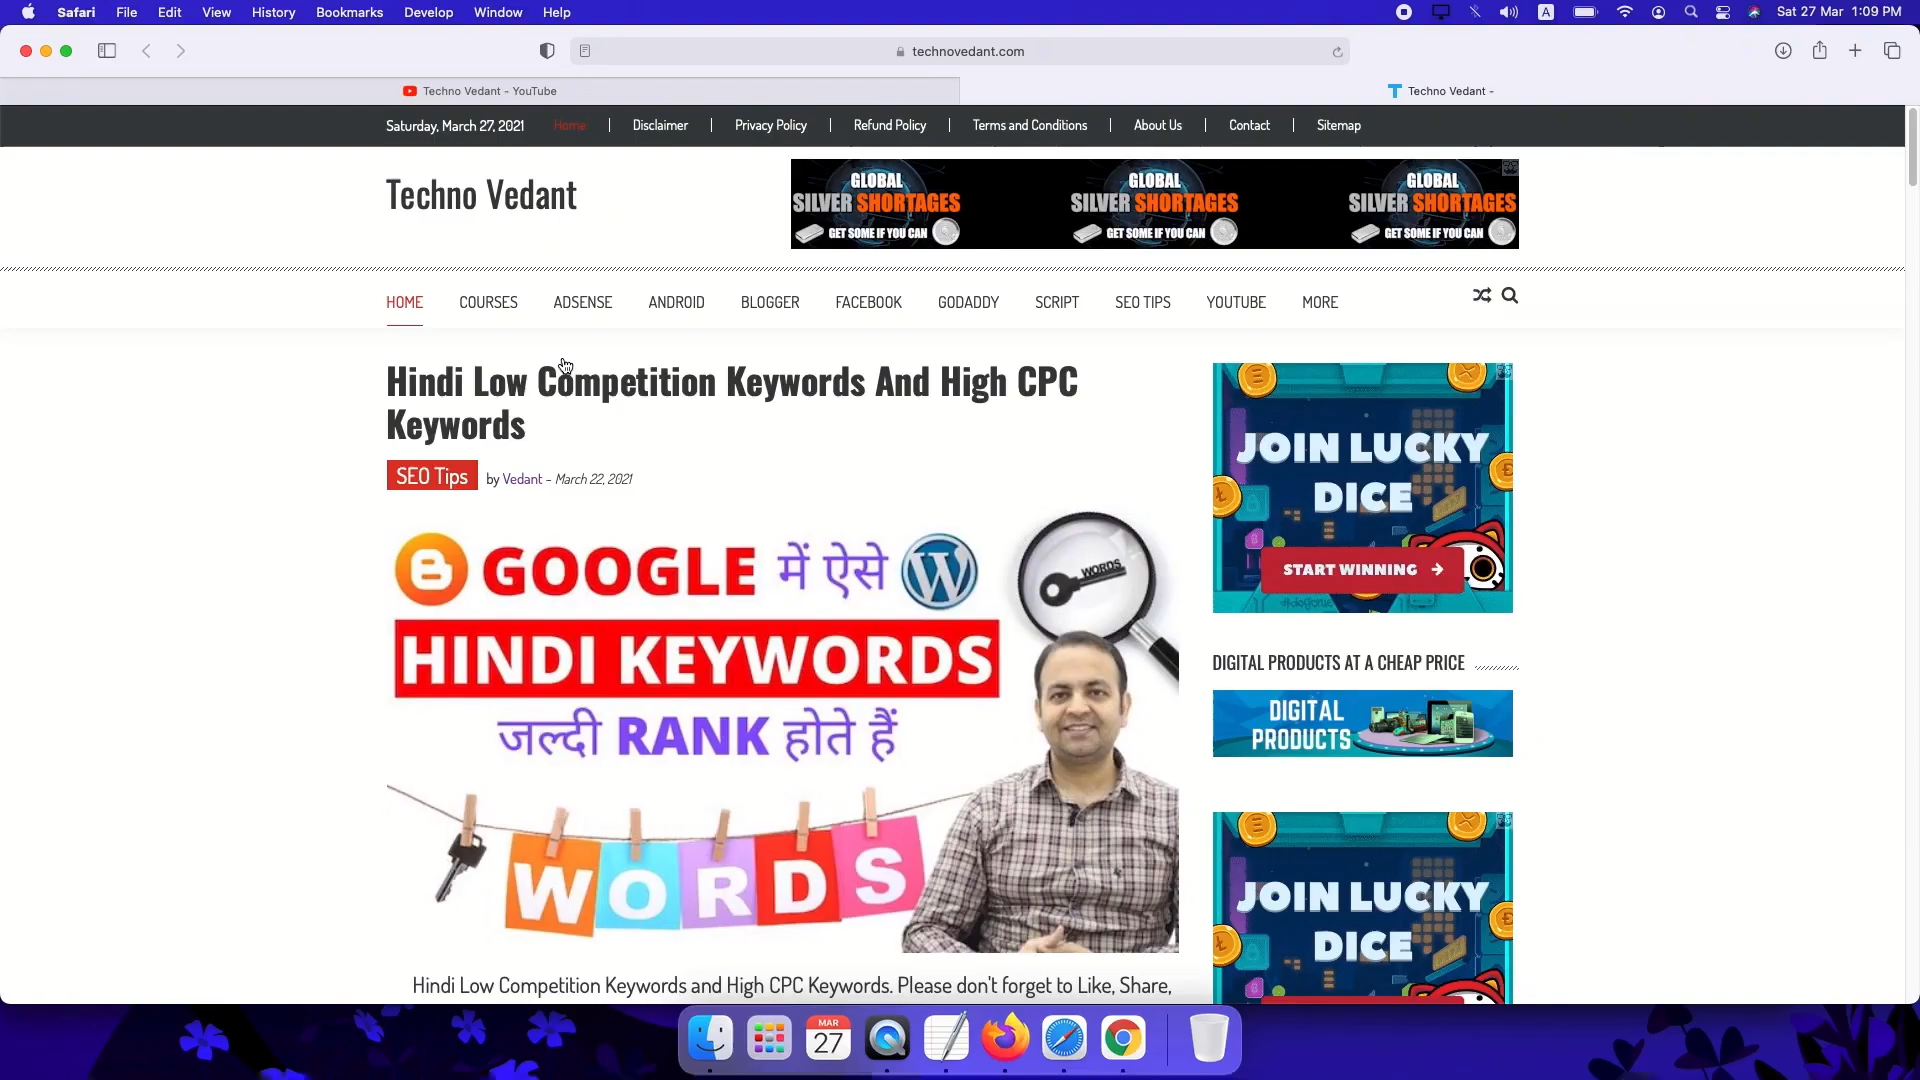 Safari File Edit View History Bookmarks Develop Window Help
A
Sat 27 Mar 1:09 PM
technovedant.com
Techno Vedant - YouTube
Techno Vedant -
Saturday, March 27, 2021 Home Disclaimer Privacy Policy Refund Policy Terms and Conditions About Us Contact Sitemap
Techno Vedant
GLOBAL
SILVER SHORTAGES
GET SOME IF YOU CAN
GLOBAL
SILVER SHORTAGES
GET SOME IF YOU CAN
GLOBAL
SILVER SHORTAGES
GET SOME IF YOU CAN
HOME COURSES ADSENSE ANDROID BLOGGER FACEBOOK GODADDY SCRIPT SEO TIPS YOUTUBE MORE
Hindi Low Competition Keywords And High CPC
Keywords
SEO Tips by Vedant - March 22, 2021
GOOGLE में ऐसे
HINDI KEYWORDS
जल्दी RANK होते हैं
WORDS
WORDS
Hindi Low Competition Keywords and High CPC Keywords. Please don't forget to Like, Share,
JOIN LUCKY
DICE
START WINNING
DIGITAL PRODUCTS AT A CHEAP PRICE
DIGITAL
PRODUCTS
JOIN LUCKY
DICE
MAR
27